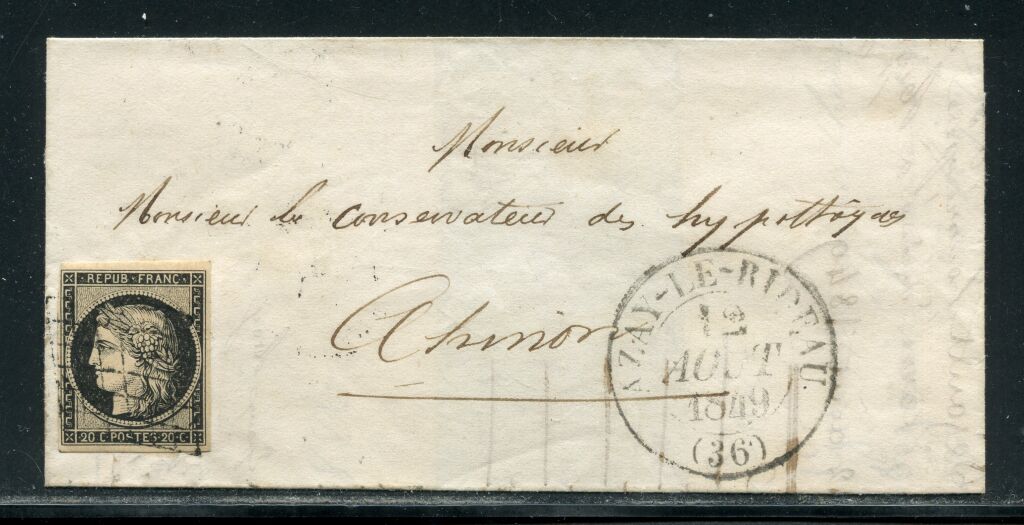 Monsieur
Monsieur le conservateur des hypothèques
Chinon
REPUB·FRANC·
20·C·POSTES·20·C·
AZAY-LE-RIDEAU.
12
AOUT
1849
(36)